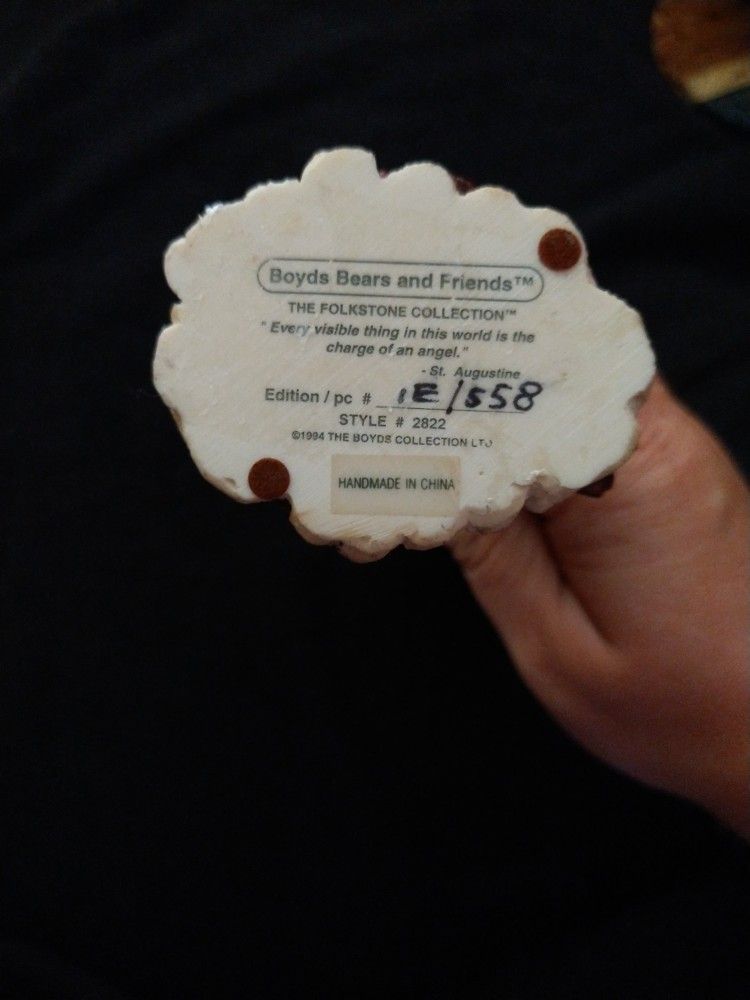 Boyds Bears and Friends™
THE FOLKSTONE COLLECTION™
"Every visible thing in this world is the
charge of an angel."
- St. Augustine
Edition / pc # 1E/558
STYLE # 2822
©1994 THE BOYDS COLLECTION LTD
HANDMADE IN CHINA